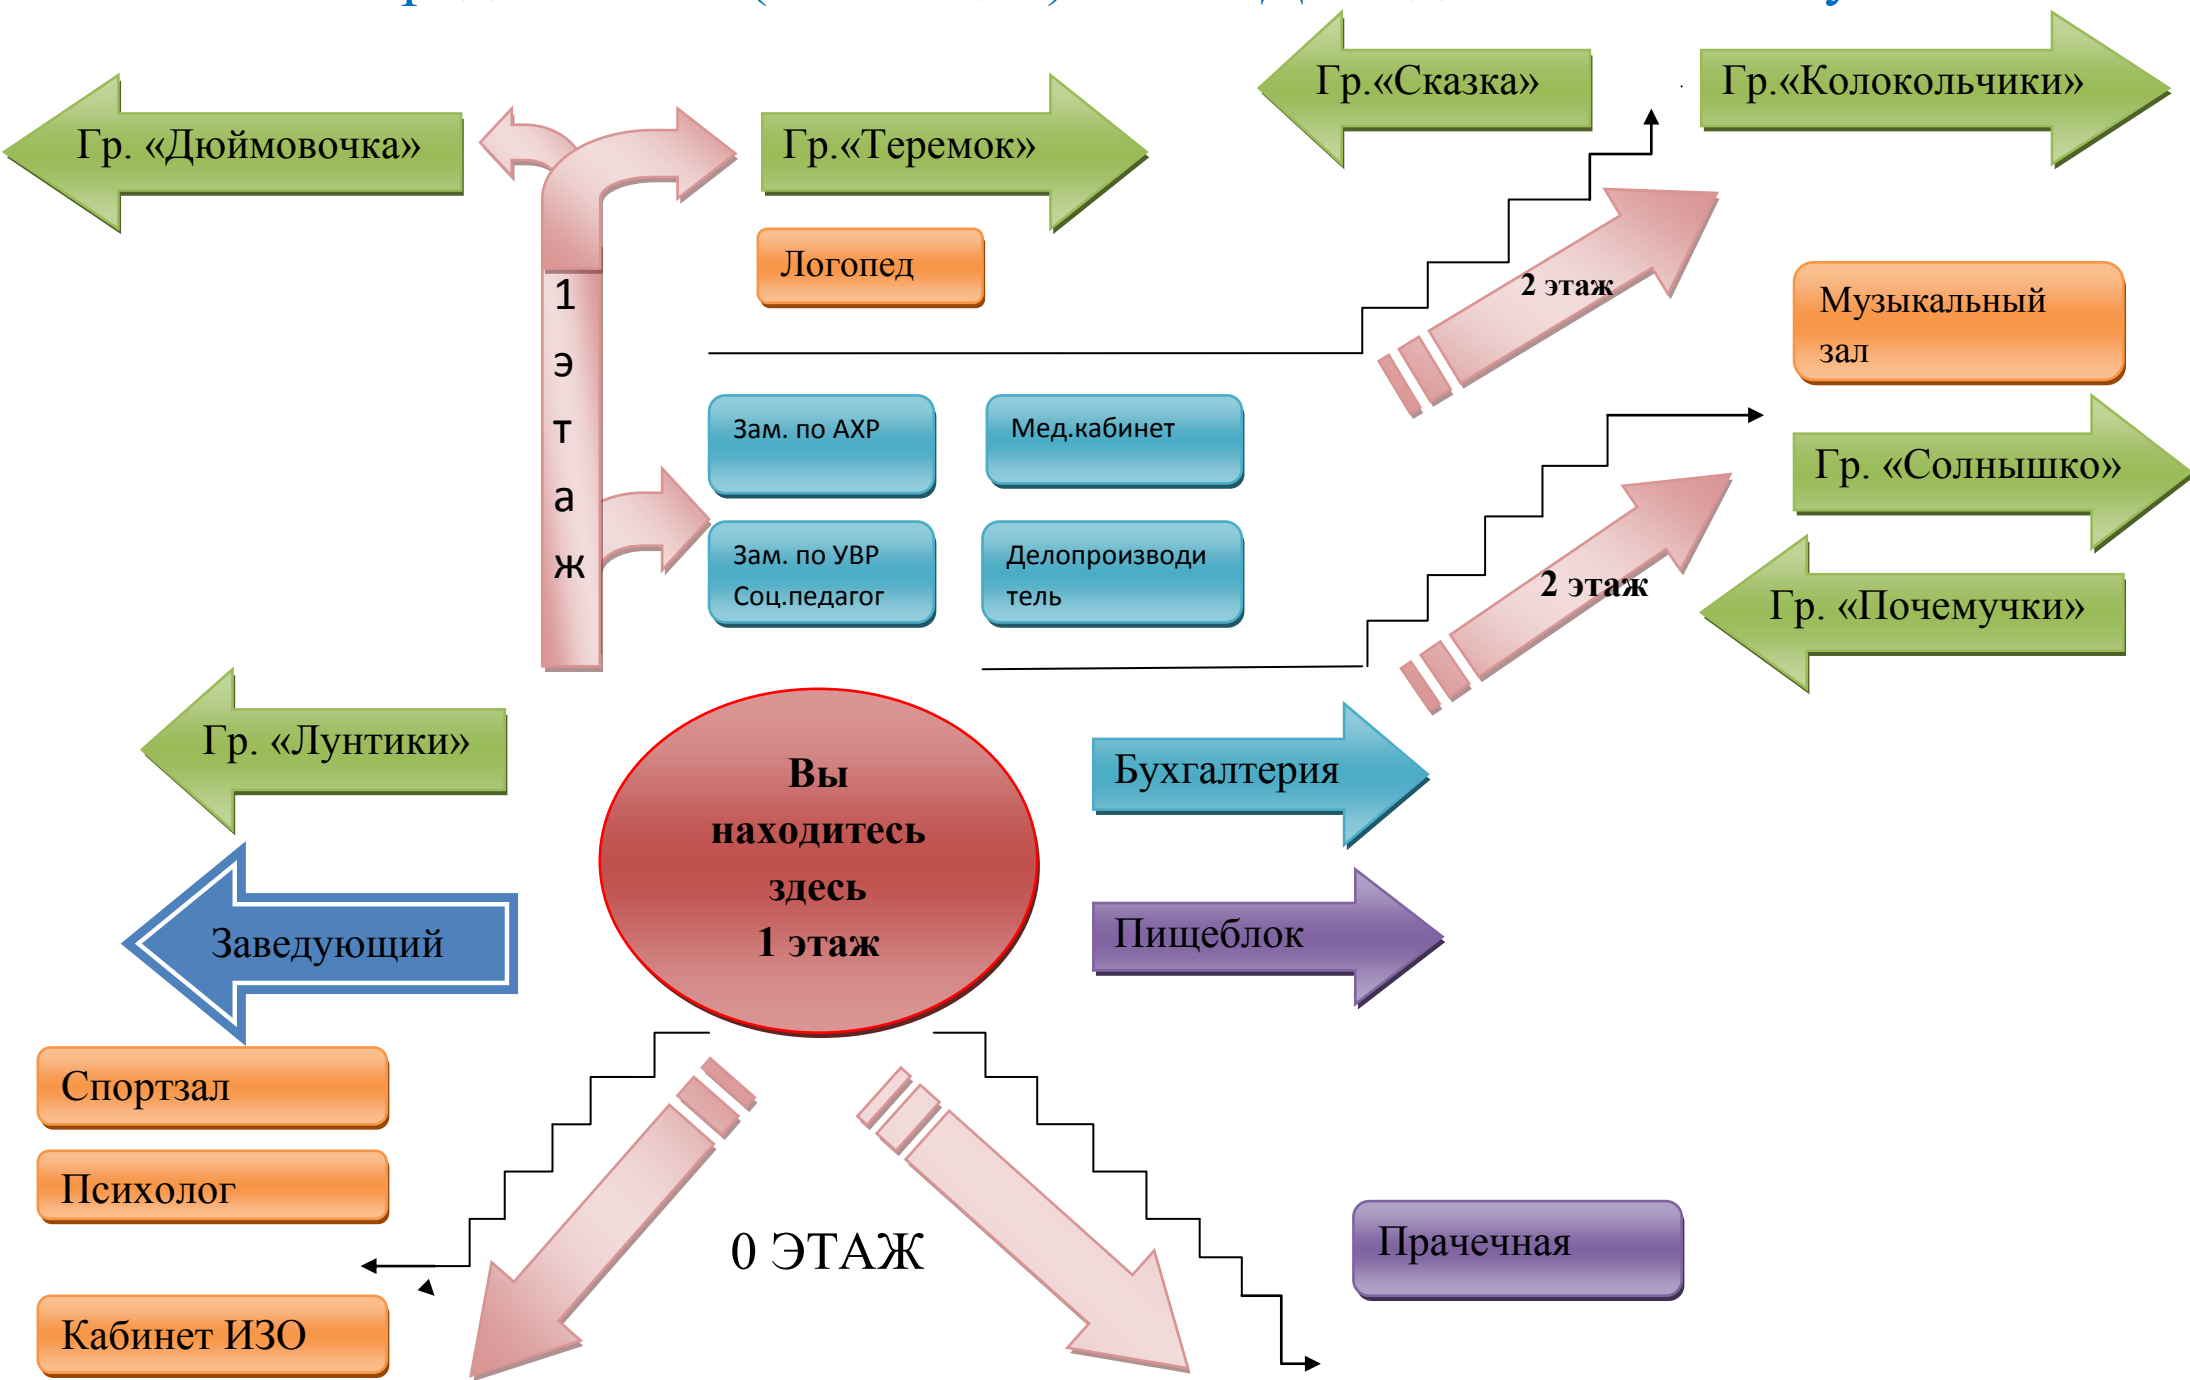 Гр.«Сказка»
Гр.«Колокольчики»
Гр. «Дюймовочка»
Гр.«Теремок»
Логопед
1
э
т
а
ж
2 этаж
Музыкальный
зал
Зам. по АХР
Мед.кабинет
Гр. «Солнышко»
Зам. по УВР
Соц.педагог
Делопроизводи
тель
2 этаж
Гр. «Почемучки»
Гр. «Лунтики»
Вы
находитесь
здесь
1 этаж
Бухгалтерия
Заведующий
Пищеблок
Спортзал
Психолог
Кабинет ИЗО
0 ЭТАЖ
Прачечная